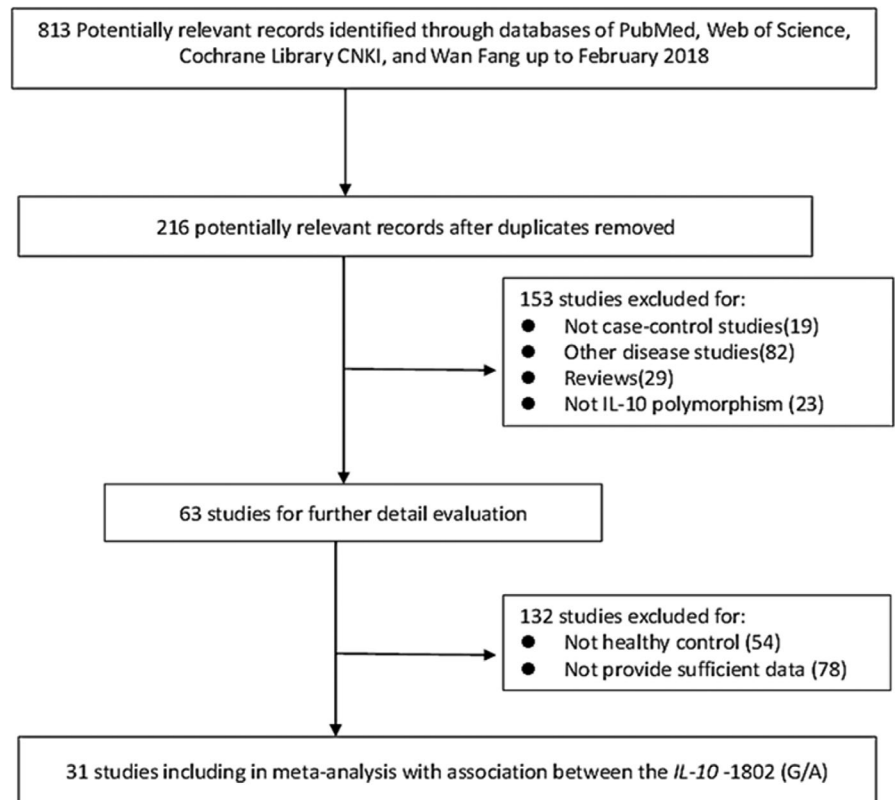 813 Potentially relevant records identified through databases of PubMed, Web of Science,
Cochrane Library CNKI, and Wan Fang up to February 2018
216 potentially relevant records after duplicates removed
153 studies excluded for:
● Not case-control studies(19)
● Other disease studies(82)
● Reviews(29)
● Not IL-10 polymorphism (23)
63 studies for further detail evaluation
132 studies excluded for:
● Not healthy control (54)
● Not provide sufficient data (78)
31 studies including in meta-analysis with association between the IL-10 -1802 (G/A)